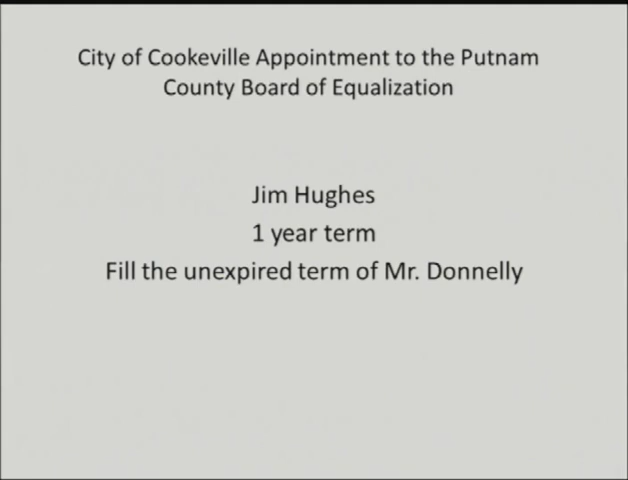 City of Cookeville Appointment to the Putnam
County Board of Equalization
Jim Hughes
1 year term
Fill the unexpired term of Mr. Donnelly